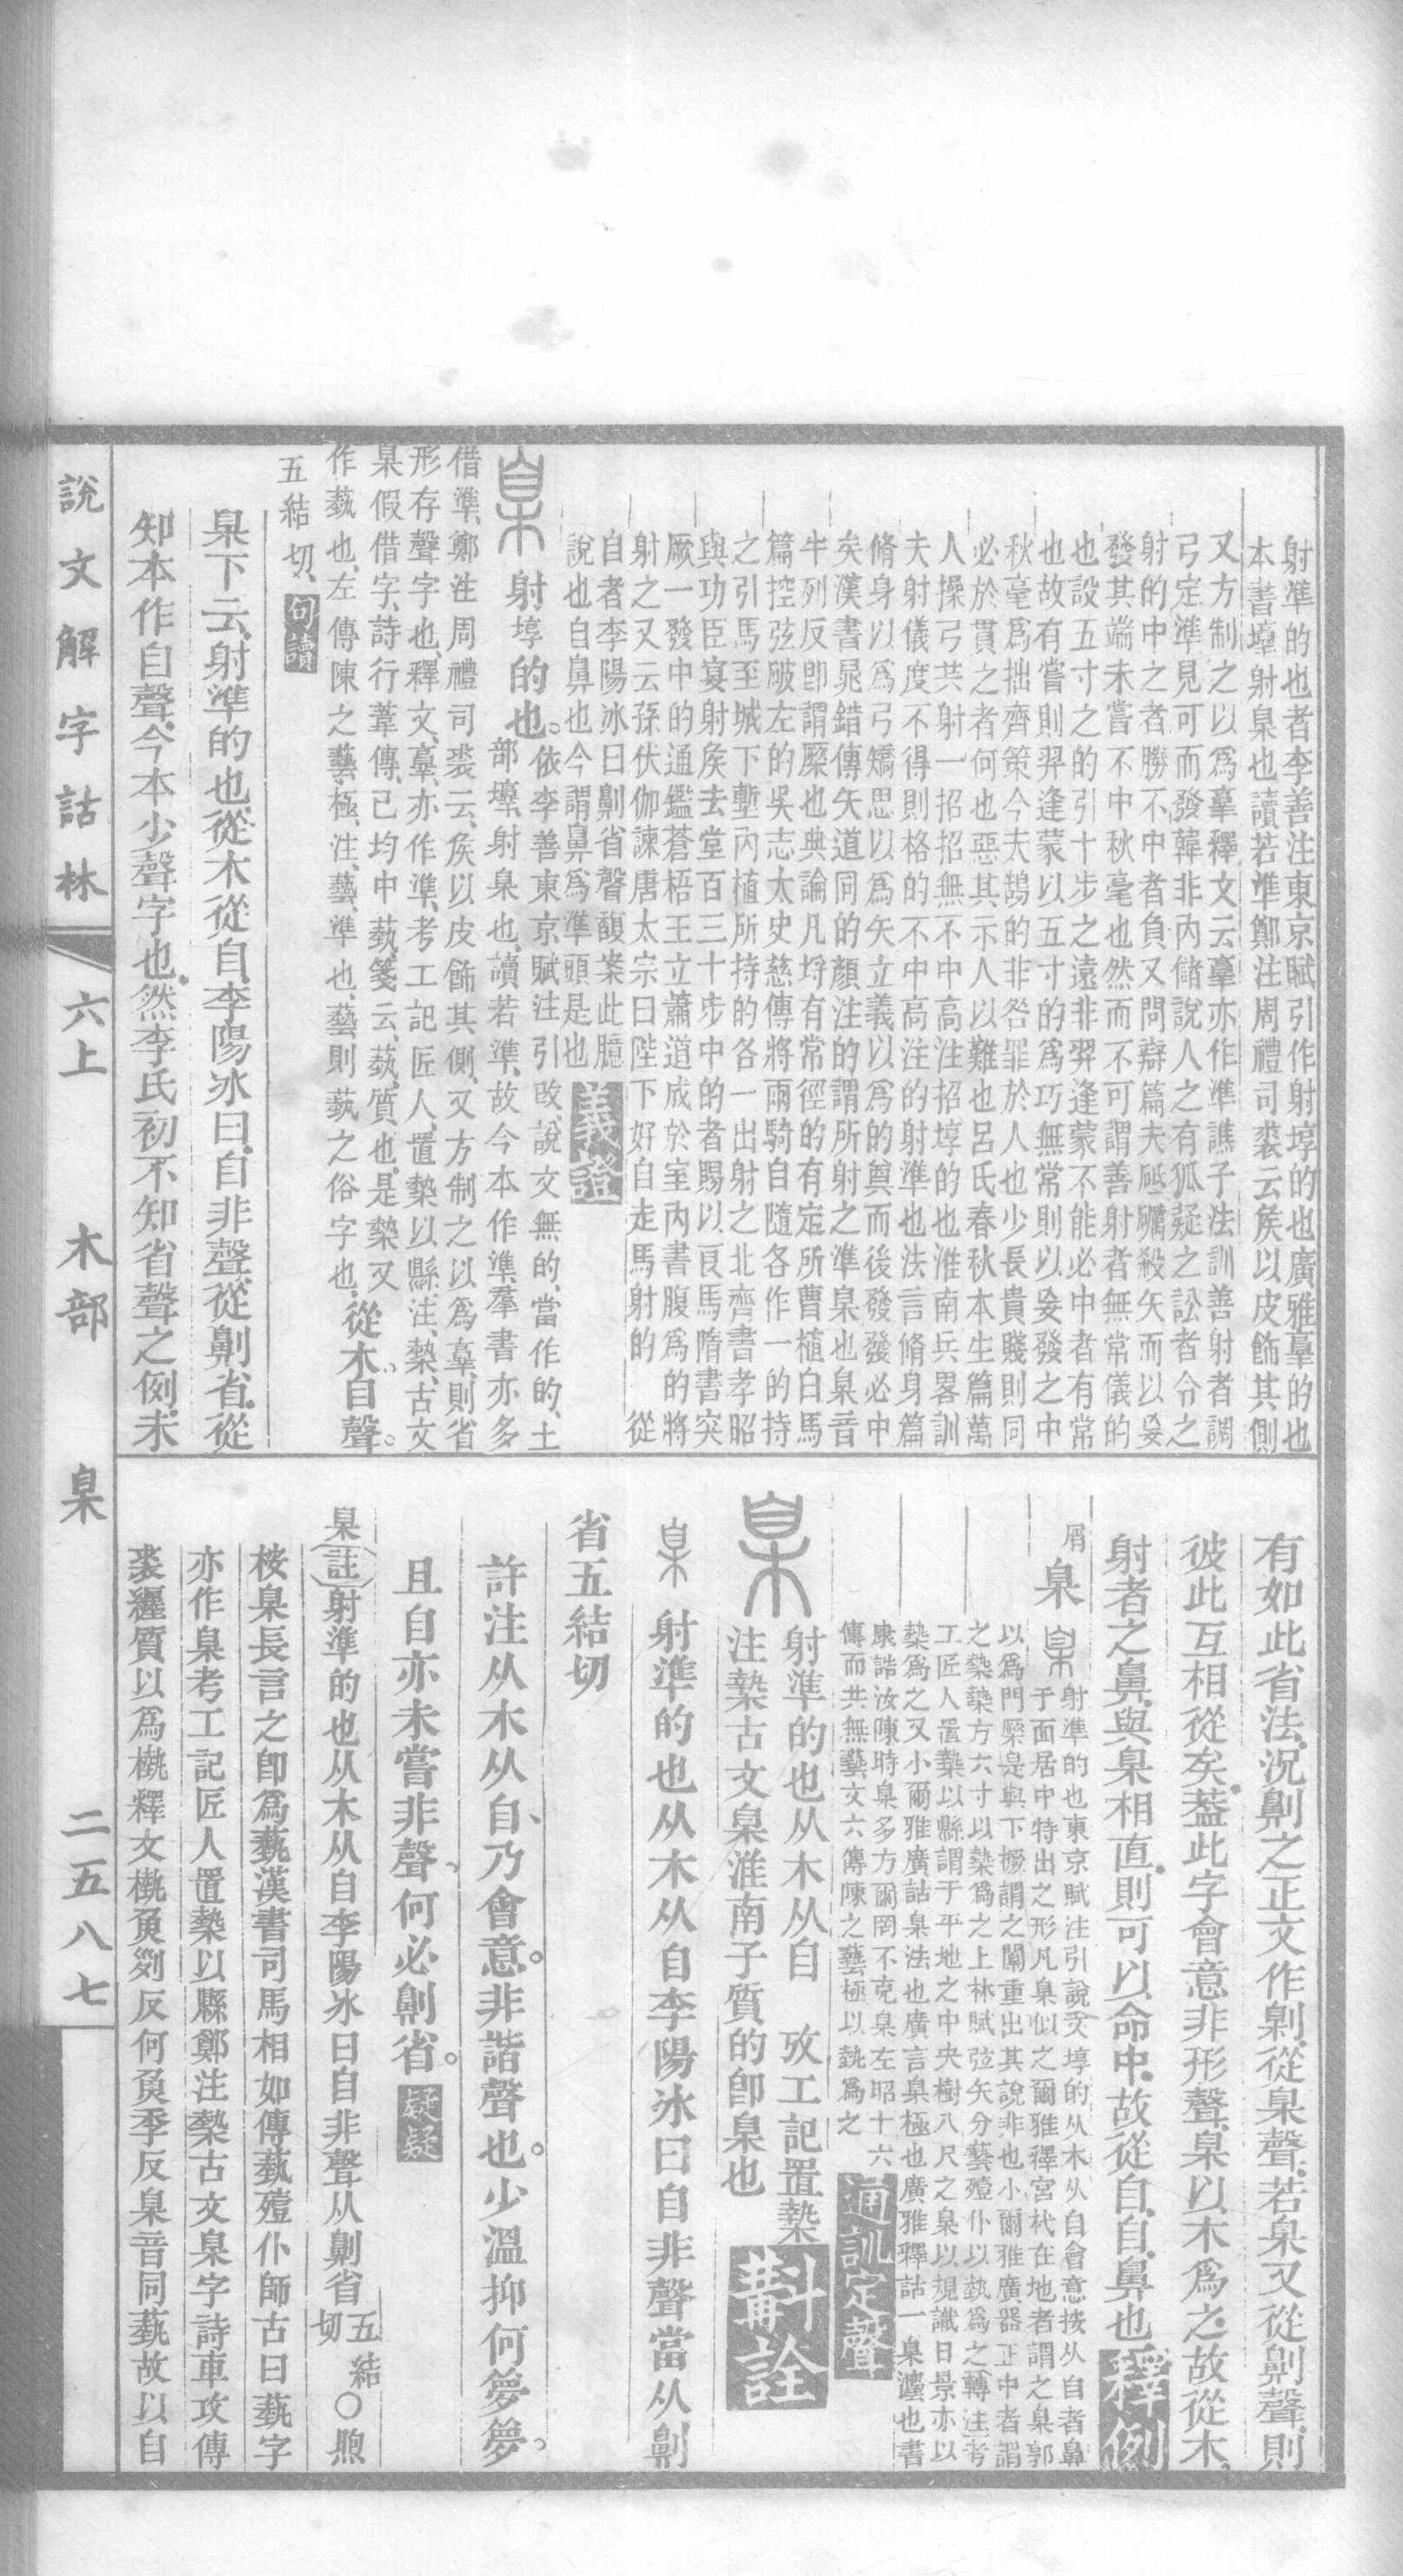 射準的也者李善注東京賦引作射埻的也廣雅𡍩的也
本書壿射臬也讀若準鄭注周禮司裘云矦以皮飾其側
又方制之以爲𡍩釋文云𡍩亦作準譙子法訓善射者調
弓定準見可而發韓非内儲說人之有狐疑之訟者令之
射的中之者勝不中者負又問辯篇夫砥礪殺矢而以妄
發其端未嘗不中秋毫也然而不可謂善射者無常儀的
也設五寸之的引十步之遠非羿逢蒙不能必中者有常
也故有嘗則羿逢蒙以五寸的爲巧無常則以妄發之中
秋毫爲拙齊策今夫鵠的非咎罪於人也少長貴賤則同
必於貫之者何也惡其示人以難也呂氏春秋本生篇萬
人操弓共射一招招無不中高注招埻的也淮南兵畧訓
夫射儀度不得則格的不中高注的射準也法言脩身篇
脩身以爲弓矯思以爲矢立義以爲的奠而後發發必中
矣漢書晁錯傳矢道同的顏注的謂所射之準臬也臬音
牛列反卽謂𣙗也典論凡埒有常徑的有定所曹植白馬
篇控弦破左的吳志太史慈傳將兩騎自隨各作一的持
之引馬至城下塹内植所持的各一出射之北齊書孝昭
與功臣宴射矣去堂百三十步中的者賜以良馬隋書突
厥一發中的通鑑蒼梧王立蕭道成於室内書腹爲的將
射之又云孫伏伽諫唐太宗曰陛下好自走馬射的　從
自者李陽冰曰劓省聲馥案此臆
說也自鼻也今謂鼻爲準頭是也 義證
臬 射埻的也。依李善東京賦注引改、說文無的、當作的、土
部壿、射臬也、讀若準、故今本作準羣書亦多
借準、鄭注周禮司裘云、矦以皮飾其側、又方制之以爲𡍩、則省
形存聲字也、釋文、𡍩、亦作準、考工記匠人、置槷以縣、注、槷、古文
臬假借字、詩行葦傳、已均中蓺、箋云、蓺、質也、是槷又
作蓺也、左傳陳之藝極、注、藝、準也、藝則蓺之俗字也、從木。自聲。
五結切、 句讀
臬下云、射準的也、從木從自、李陽冰曰、自非聲、從劓省、從
知本作自聲、今本少聲字也、然李氏初不知省聲之例、未
有如此省法、況劓之正文作劓、從臬聲、若臬又從劓聲、則
彼此互相從矣、葢此字會意非形聲、臬以木爲之、故從木、
射者之鼻、與臬相直、則可以命中、故從自、自、鼻也 釋例
屑 臬 臬 射準的也東京賦注引說文埻的从木从自會意按从自者鼻
于面居中特出之形凡臬似之爾雅釋宮杙在地者謂之臬郭
以爲門𣙗是與下橛謂之闑重出其說非也小爾雅廣器正中者謂
之槷槷方六寸以槷爲之上林賦弦矢分藝殪仆以執爲之轉注考
工匠人置槷以縣謂于平地之中央樹八尺之臬以規識日景亦以
槷爲之又小爾雅廣詁臬法也廣言臬極也廣雅釋詁一臬灋也書
康誥汝陳時臬多方爾罔不克臬左昭十六
傳而共無藝文六傳陳之藝極以埶爲之 通訓定聲
臬 射準的也从木从自　攷工記置槷
注槷古文臬淮南子質的卽臬也 斠詮
臬 射準的也从木从自李陽冰曰自非聲當从劓
省五結切
許注从木从自、乃會意。非諧聲也。少溫抑何夢夢。
且自亦未嘗非聲、何必劓省。 疑疑
臬（註）射準的也从木从自李陽冰曰自非聲从劓省五結切〇煦
桉臬長言之卽爲蓺漢書司馬相如傳蓺殪仆師古曰蓺字
亦作臬考工記匠人置槷以縣鄭注槷古文臬字詩車攻傳
裘纏質以爲槸釋文槸魚列反何魚季反臬音同蓺故以自
說文解字詁林　六上　木部　臬　二五八七